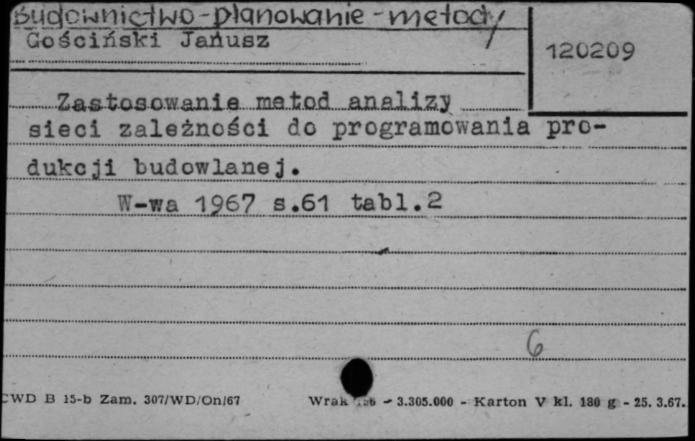 Budownictwo-planowanie-metody
Gościński Janusz
120209
Zastosowanie metod analizy
sieci zależności do programowania pro-
dukcji budowlanej.
W-wa 1967 s.61 tabl.2
6
CWD B 15-b Zam. 307/WD/On/67 - 3.305.000 - Karton V kl. 180 g - 25. 3.67.